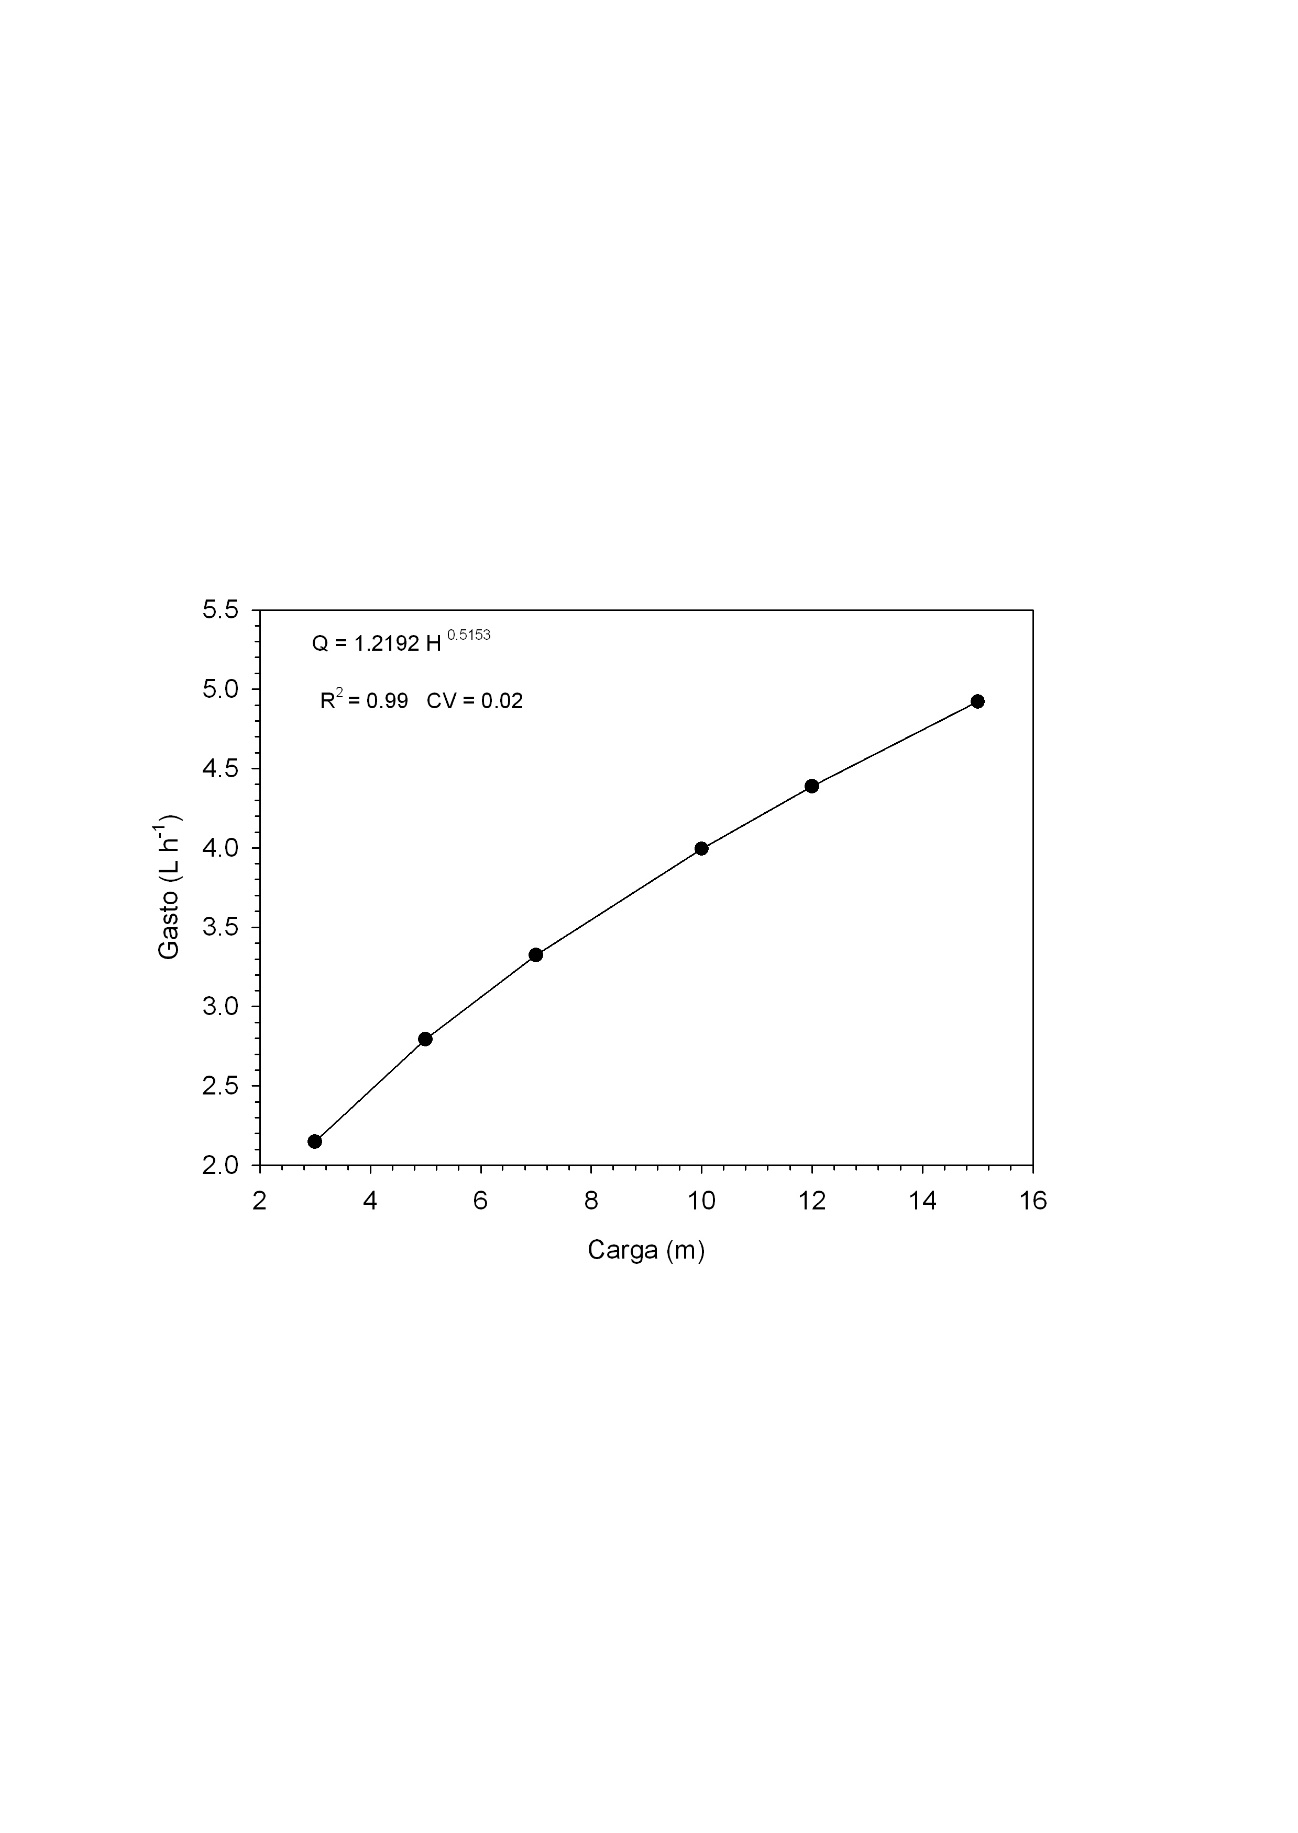 Q = 1.2192 H^0.5153
R^2 = 0.99 CV = 0.02
5.5
5.0
4.5
4.0
3.5
3.0
2.5
2.0
Gasto (L h^-1)
2 4 6 8 10 12 14 16
Carga (m)